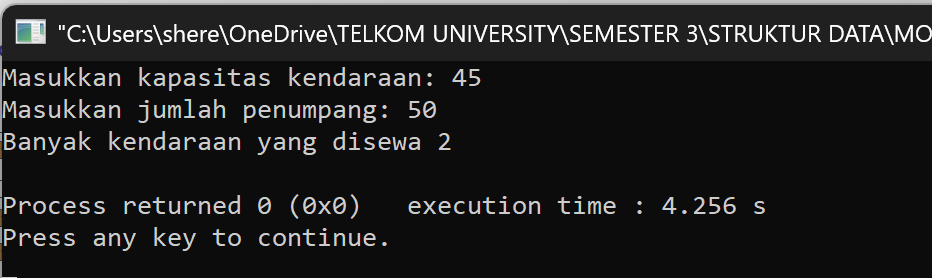 "C:\Users\shere\OneDrive\TELKOM UNIVERSITY\SEMESTER 3\STRUKTUR DATA\MO
Masukkan kapasitas kendaraan: 45
Masukkan jumlah penumpang: 50
Banyak kendaraan yang disewa 2
Process returned 0 (0x0)   execution time : 4.256 s
Press any key to continue.